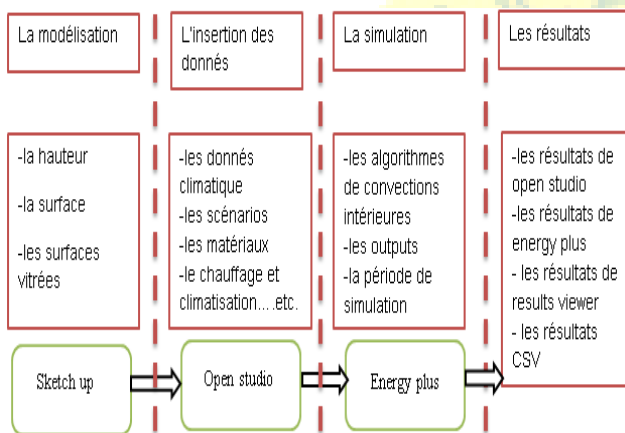 La modélisation
L'insertion des
donnés
La simulation
Les résultats
-la hauteur
-la surface
-les surfaces
vitrées
-les donnés
climatique
-les scénarios
-les matériaux
-le chauffage et
climatisation....etc.
-les algorithmes
de convections
intérieures
-les outputs
-la période de
simulation
-les résultats de
open studio
-les résultats de
energy plus
- les résultats de
results viewer
- les résultats
CSV
Sketch up
Open studio
Energy plus